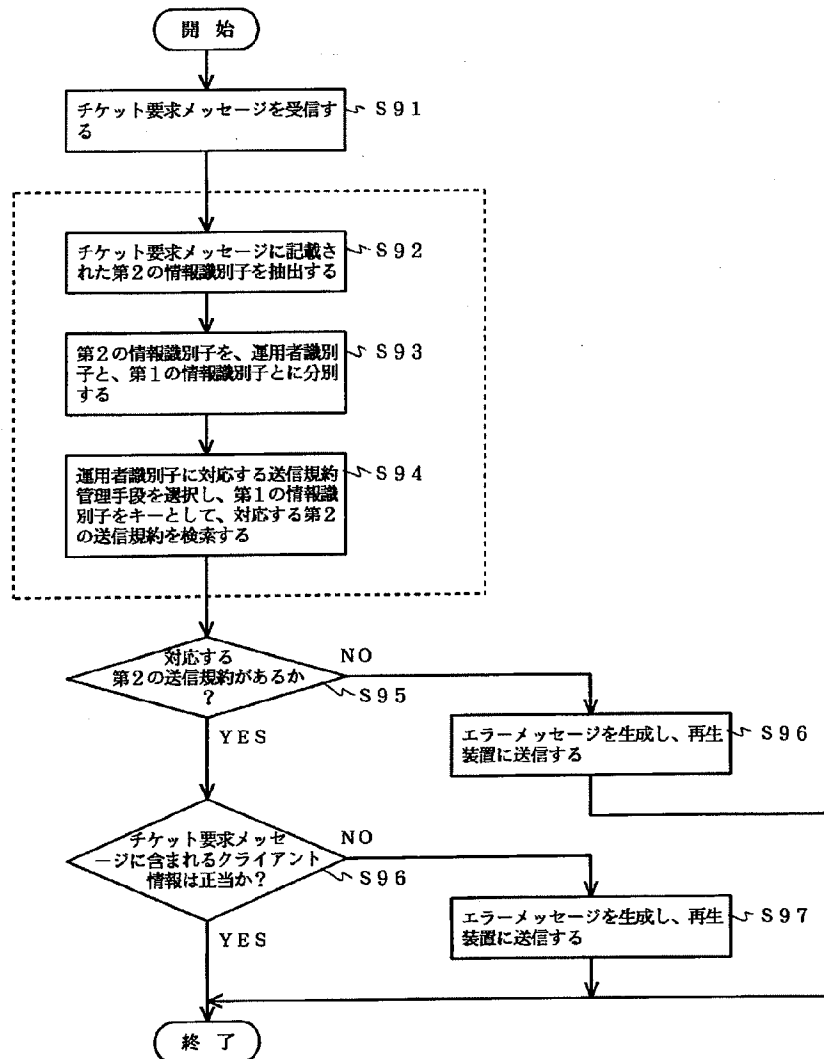 開 始
チケット要求メッセージを受信す
る
S91
チケット要求メッセージに記載さ
れた第2の情報識別子を抽出する
S92
第2の情報識別子を、運用者識別
子と、第1の情報識別子とに分別
する
S93
運用者識別子に対応する送信規約
管理手段を選択し、第1の情報識
別子をキーとして、対応する第2
の送信規約を検索する
S94
対応する
第2の送信規約があるか
?
S95
NO
YES
エラーメッセージを生成し、再生
装置に送信する
S96
チケット要求メッセ
ージに含まれるクライアント
情報は正当か?
S96
NO
YES
エラーメッセージを生成し、再生
装置に送信する
S97
終 了